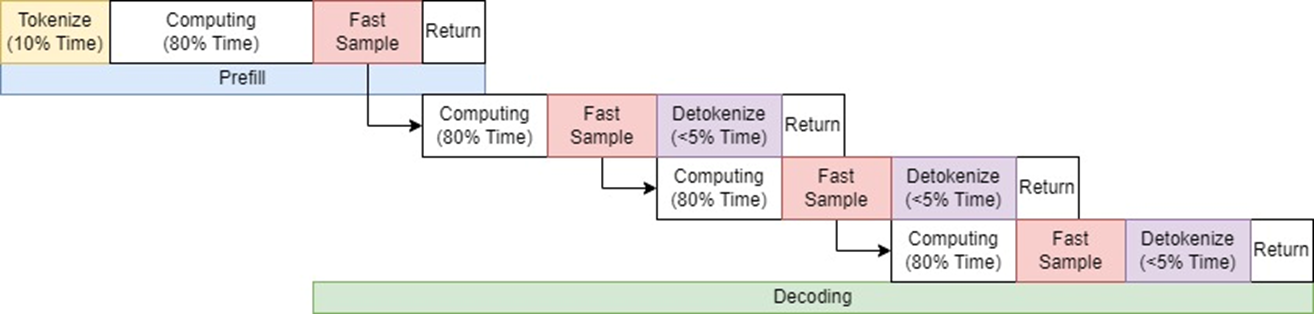 Tokenize
(10% Time)
Computing
(80% Time)
Fast
Sample
Return
Prefill
Computing
(80% Time)
Fast
Sample
Detokenize
(<5% Time)
Return
Computing
(80% Time)
Fast
Sample
Detokenize
(<5% Time)
Return
Computing
(80% Time)
Fast
Sample
Detokenize
(<5% Time)
Return
Decoding